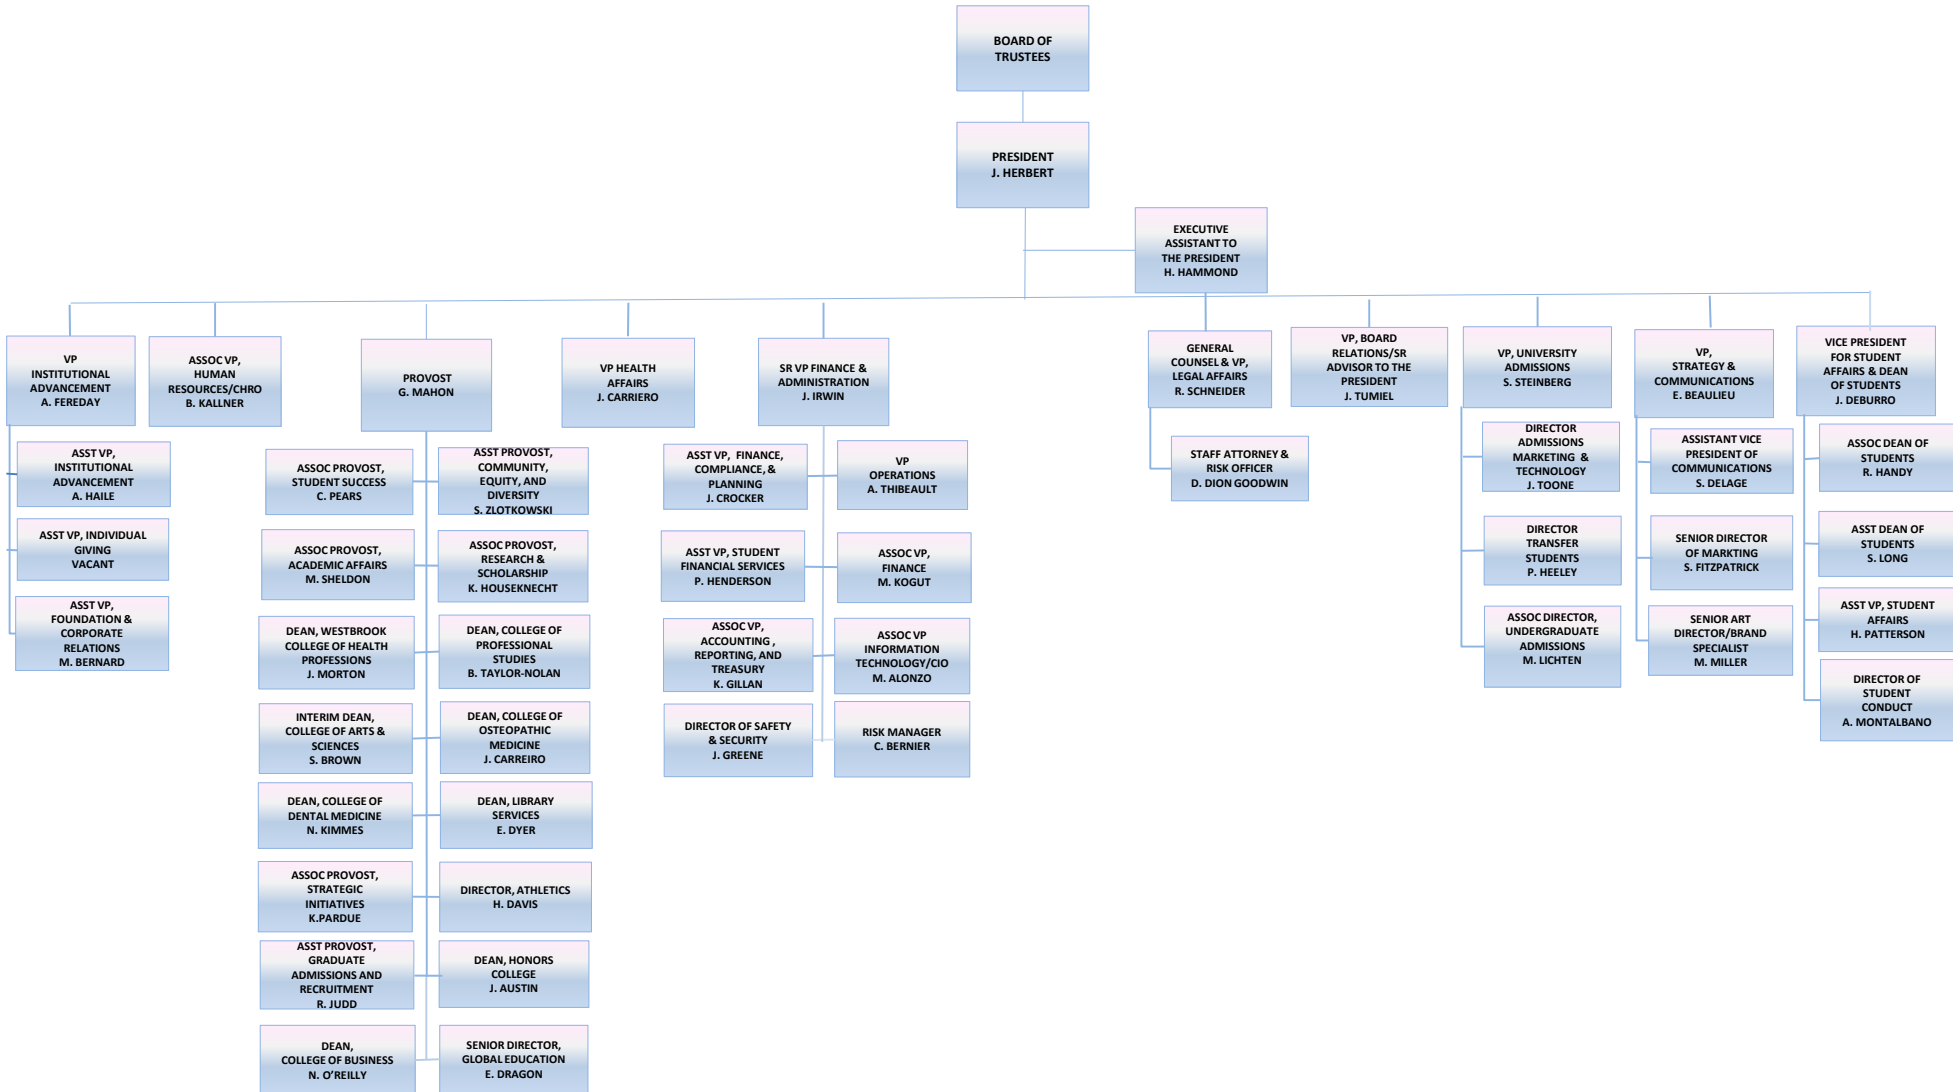 BOARD OF
TRUSTEES
PRESIDENT
J. HERBERT
EXECUTIVE
ASSISTANT TO
THE PRESIDENT
H. HAMMOND
VP
INSTITUTIONAL
ADVANCEMENT
A. FEREDAY
ASSOC VP,
HUMAN
RESOURCES/CHRO
B. KALLNER
PROVOST
G. MAHON
VP HEALTH
AFFAIRS
J. CARRIERO
SR VP FINANCE &
ADMINISTRATION
J. IRWIN
GENERAL
COUNSEL & VP,
LEGAL AFFAIRS
R. SCHNEIDER
VP, BOARD
RELATIONS/SR
ADVISOR TO THE
PRESIDENT
J. TUMIEL
VP, UNIVERSITY
ADMISSIONS
S. STEINBERG
VP,
STRATEGY &
COMMUNICATIONS
E. BEAULIEU
VICE PRESIDENT
FOR STUDENT
AFFAIRS & DEAN
OF STUDENTS
J. DEBURRO
ASST VP,
INSTITUTIONAL
ADVANCEMENT
A. HAILE
ASST VP, INDIVIDUAL
GIVING
VACANT
ASST VP,
FOUNDATION &
CORPORATE
RELATIONS
M. BERNARD
ASSOC PROVOST,
STUDENT SUCCESS
C. PEARS
ASST PROVOST,
COMMUNITY,
EQUITY, AND
DIVERSITY
S. ZLOTKOWSKI
ASSOC PROVOST,
ACADEMIC AFFAIRS
M. SHELDON
ASSOC PROVOST,
RESEARCH &
SCHOLARSHIP
K. HOUSEKNECHT
DEAN, WESTBROOK
COLLEGE OF HEALTH
PROFESSIONS
J. MORTON
DEAN, COLLEGE OF
PROFESSIONAL
STUDIES
B. TAYLOR-NOLAN
INTERIM DEAN,
COLLEGE OF ARTS &
SCIENCES
S. BROWN
DEAN, COLLEGE OF
OSTEOPATHIC
MEDICINE
J. CARREIRO
DEAN, COLLEGE OF
DENTAL MEDICINE
N. KIMMES
DEAN, LIBRARY
SERVICES
E. DYER
ASSOC PROVOST,
STRATEGIC
INITIATIVES
K.PARDUE
DIRECTOR, ATHLETICS
H. DAVIS
ASST PROVOST,
GRADUATE
ADMISSIONS AND
RECRUITMENT
R. JUDD
DEAN, HONORS
COLLEGE
J. AUSTIN
DEAN,
COLLEGE OF BUSINESS
N. O’REILLY
SENIOR DIRECTOR,
GLOBAL EDUCATION
E. DRAGON
ASST VP, FINANCE,
COMPLIANCE, &
PLANNING
J. CROCKER
VP
OPERATIONS
A. THIBEAULT
ASST VP, STUDENT
FINANCIAL SERVICES
P. HENDERSON
ASSOC VP,
FINANCE
M. KOGUT
ASSOC VP,
ACCOUNTING ,
REPORTING, AND
TREASURY
K. GILLAN
ASSOC VP
INFORMATION
TECHNOLOGY/CIO
M. ALONZO
DIRECTOR OF SAFETY
& SECURITY
J. GREENE
RISK MANAGER
C. BERNIER
STAFF ATTORNEY &
RISK OFFICER
D. DION GOODWIN
DIRECTOR
ADMISSIONS
MARKETING &
TECHNOLOGY
J. TOONE
DIRECTOR
TRANSFER
STUDENTS
P. HEELEY
ASSOC DIRECTOR,
UNDERGRADUATE
ADMISSIONS
M. LICHTEN
ASSISTANT VICE
PRESIDENT OF
COMMUNICATIONS
S. DELAGE
SENIOR DIRECTOR
OF MARKTING
S. FITZPATRICK
SENIOR ART
DIRECTOR/BRAND
SPECIALIST
M. MILLER
ASSOC DEAN OF
STUDENTS
R. HANDY
ASST DEAN OF
STUDENTS
S. LONG
ASST VP, STUDENT
AFFAIRS
H. PATTERSON
DIRECTOR OF
STUDENT
CONDUCT
A. MONTALBANO